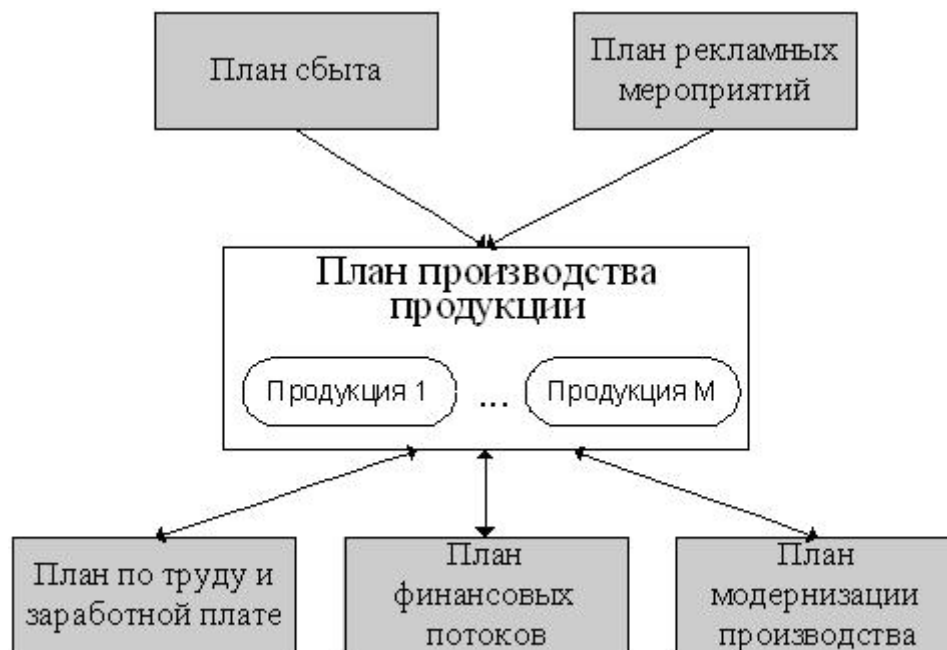 План сбыта
План рекламных
мероприятий
План производства
продукции
Продукция 1 ... Продукция М
План по труду и
заработной плате
План
финансовых
потоков
План
модернизации
производства